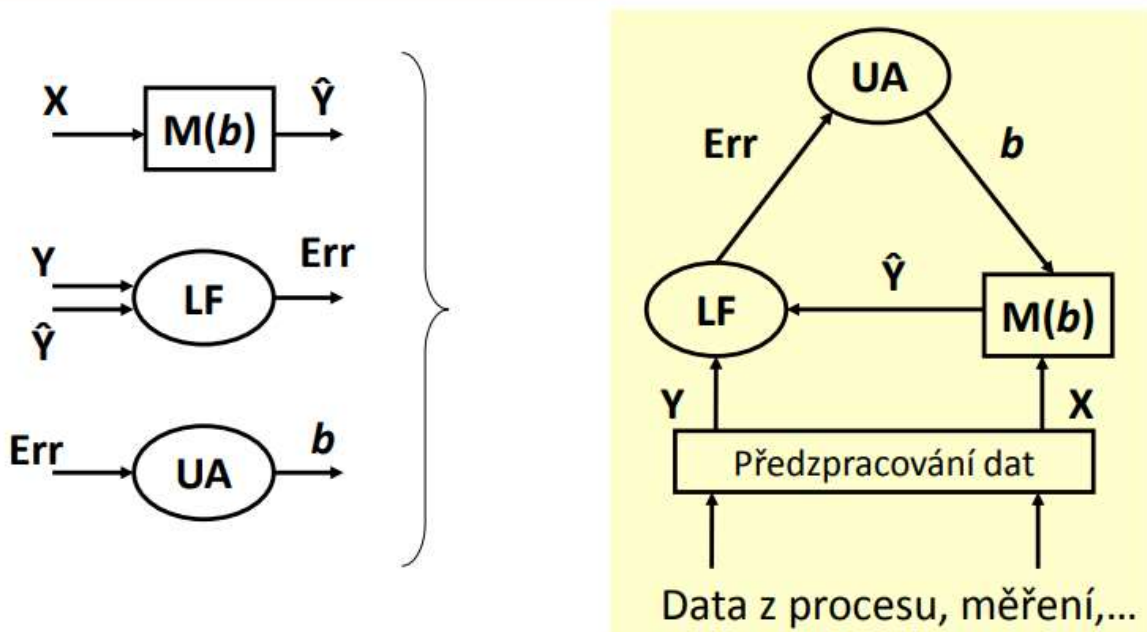 X
M(b)
Ŷ
Y
Ŷ
LF
Err
Err
UA
b
UA
Err
b
LF
Ŷ
M(b)
Y
X
Předzpracování dat
Data z procesu, měření,...